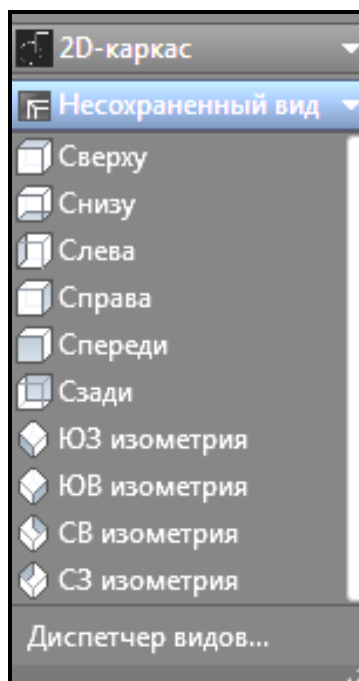 2D-каркас
Несохраненный вид
Сверху
Снизу
Слева
Справа
Спереди
Сзади
ЮЗ изометрия
ЮВ изометрия
СВ изометрия
СЗ изометрия
Диспетчер видов...